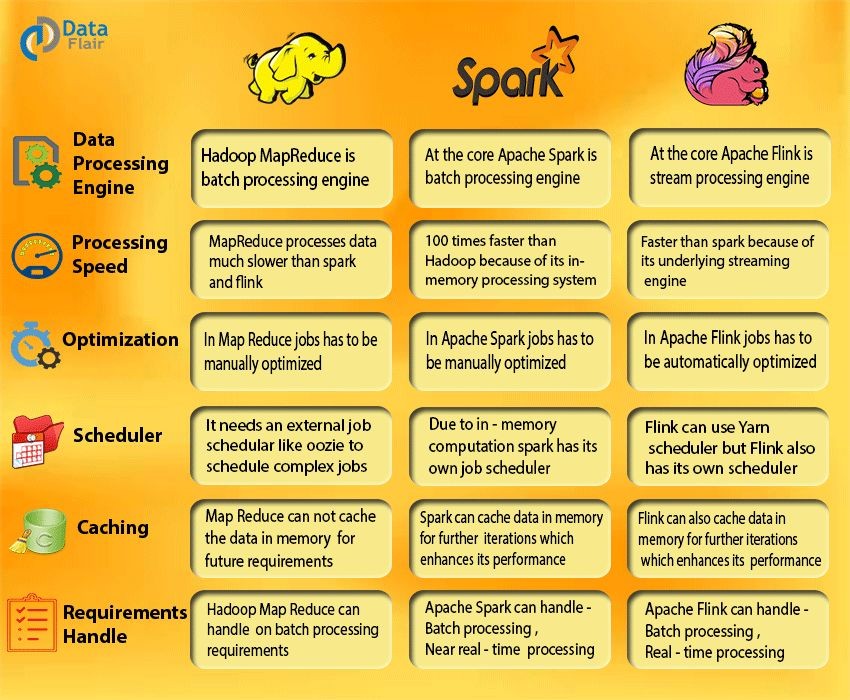 Data
Flair
Spark
Data
Processing
Engine
Hadoop MapReduce is
batch processing engine
At the core Apache Spark is
batch processing engine
At the core Apache Flink is
stream processing engine
Processing
Speed
MapReduce processes data
much slower than spark
and flink
100 times faster than
Hadoop because of its in-
memory processing system
Faster than spark because of
its underlying streaming
engine
Optimization
In Map Reduce jobs has to be
manually optimized
In Apache Spark jobs has to
be manually optimized
In Apache Flink jobs has to
be automatically optimized
Scheduler
It needs an external job
schedular like oozie to
schedule complex jobs
Due to in - memory
computation spark has its
own job scheduler
Flink can use Yarn
scheduler but Flink also
has its own scheduler
C
Caching
Map Reduce can not cache
the data in memory for
future requirements
Spark can cache data in memory
for further iterations which
enhances its performance
Flink can also cache data in
memory for further iterations
which enhances its performance
Requirements
Handle
Hadoop Map Reduce can
handle on batch processing
requirements
Apache Spark can handle -
Batch processing ,
Near real - time processing
Apache Flink can handle -
Batch processing ,
Real - time processing